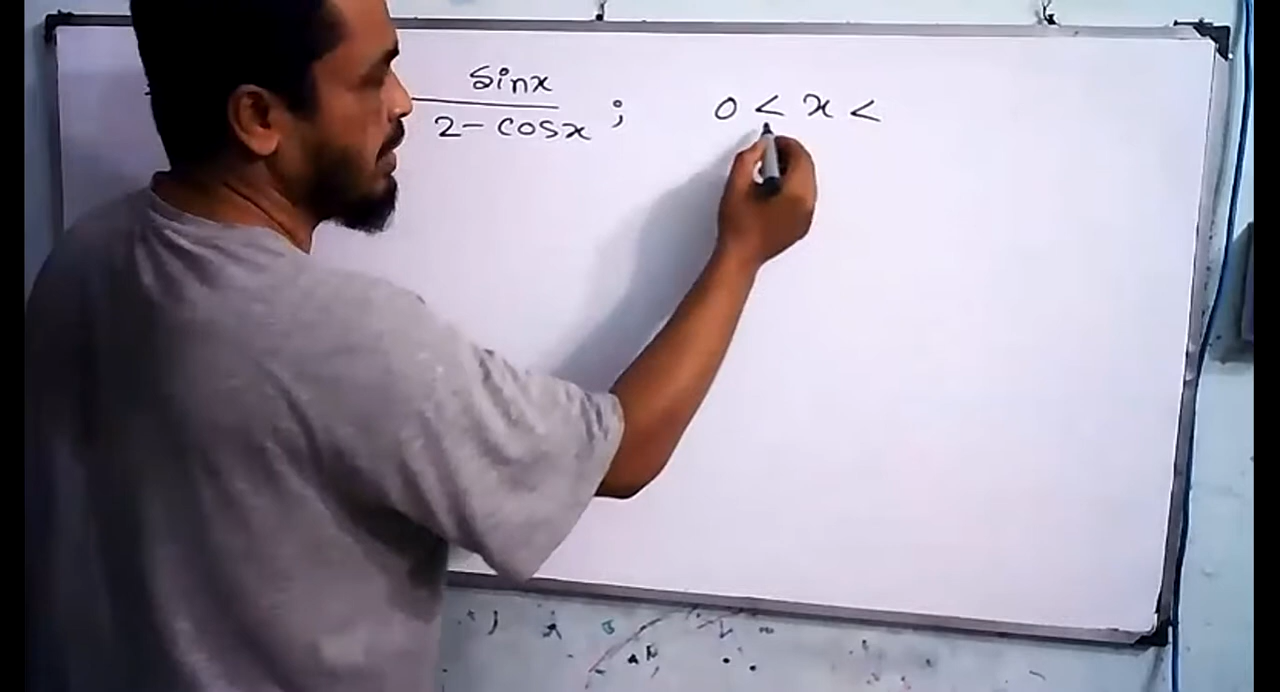 sinx / 2 - cosx ; 0 < x <